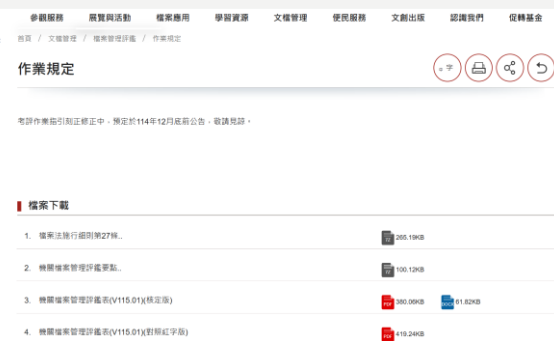 參觀服務 展覽與活動 檔案應用 學習資源 文檔管理 便民服務 文創出版 認識我們 促轉基金
首頁 / 文檔管理 / 檔案管理評鑑 / 作業規定
作業規定
字
考評作業指引刻正修正中，預定於114年12月底前公告，敬請見諒。
檔案下載
1. 檔案法施行細則第27條.. 265.19KB
2. 機關檔案管理評鑑要點.. 100.12KB
3. 機關檔案管理評鑑表(V115.01)(核定版) PDF 380.06KB DOCX 61.82KB
4. 機關檔案管理評鑑表(V115.01)(對照紅字版) PDF 419.24KB